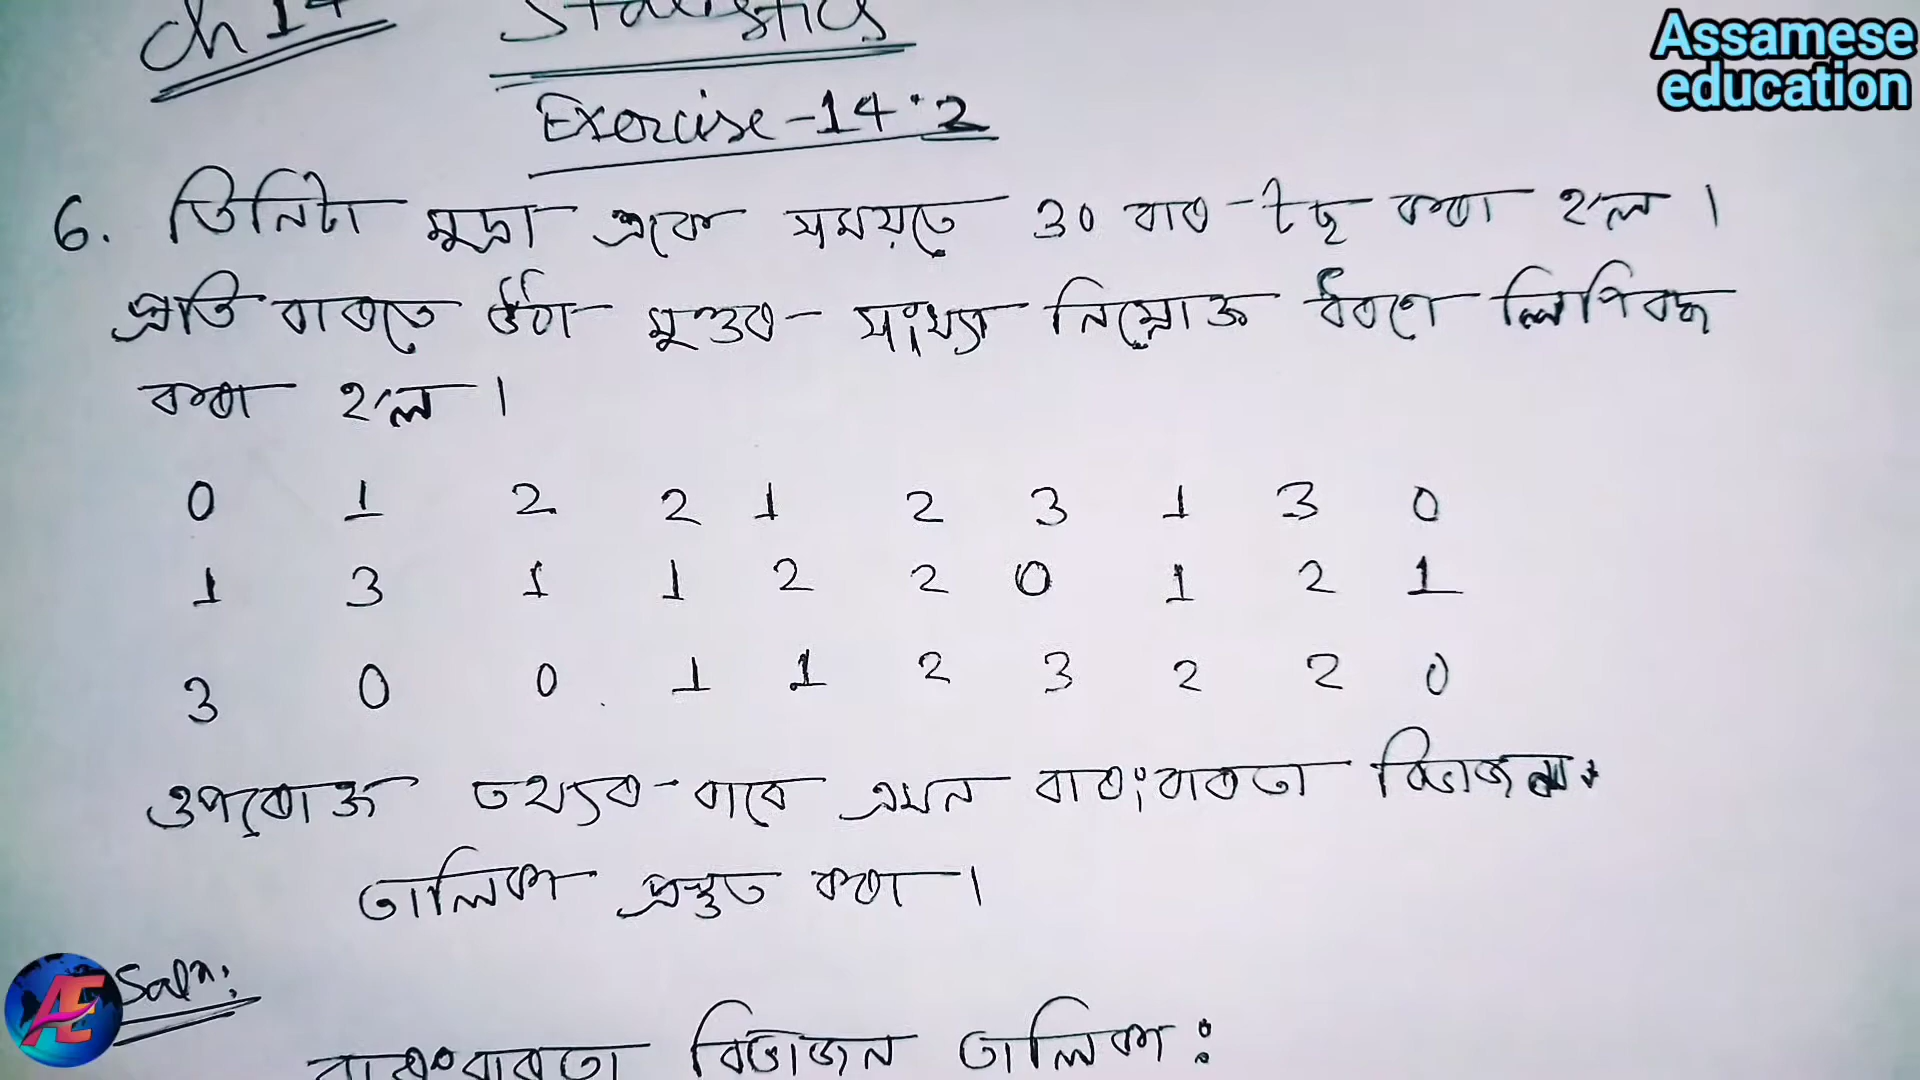 Assamese
education
Ch 14 Statistics
Exercise-14.2
6. তিনিটা মুদ্ৰা একে সময়তে 30 বাৰ টছ কৰা হ'ল ।
প্ৰতি বাৰতে উঠা মুণ্ডৰ সংখ্যা নিম্নোক্ত ধৰণে লিপিবদ্ধ
কৰা হ'ল ।
0 1 2 2 1 2 3 1 3 0
1 3 1 1 2 2 0 1 2 1
3 0 0 1 1 2 3 2 2 0
ওপৰোক্ত তথ্যৰ বাবে এখন বাৰংবাৰতা বিভাজন
তালিকা প্ৰস্তুত কৰা ।
AE
Soln:
বাৰংবাৰতা বিভাজন তালিকা :